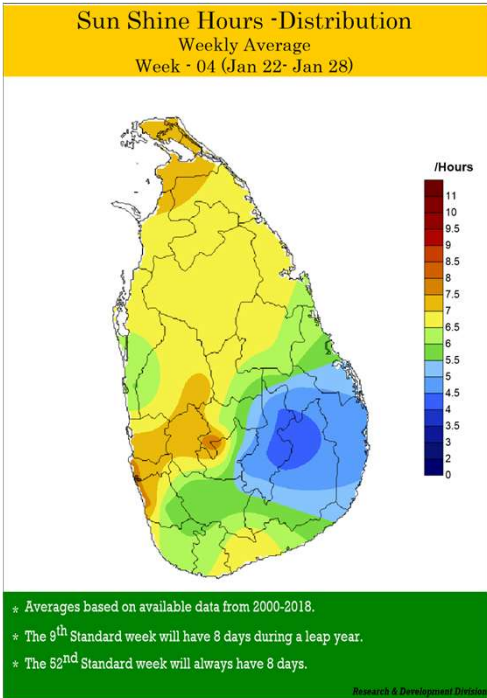 Sun Shine Hours -Distribution
Weekly Average
Week - 04 (Jan 22- Jan 28)
/Hours
11
10
9.5
9
8.5
8
7.5
7
6.5
6
5.5
5
4.5
4
3.5
3
2
0
* Averages based on available data from 2000-2018.
* The 9th Standard week will have 8 days during a leap year.
* The 52nd Standard week will always have 8 days.
Research & Development Division